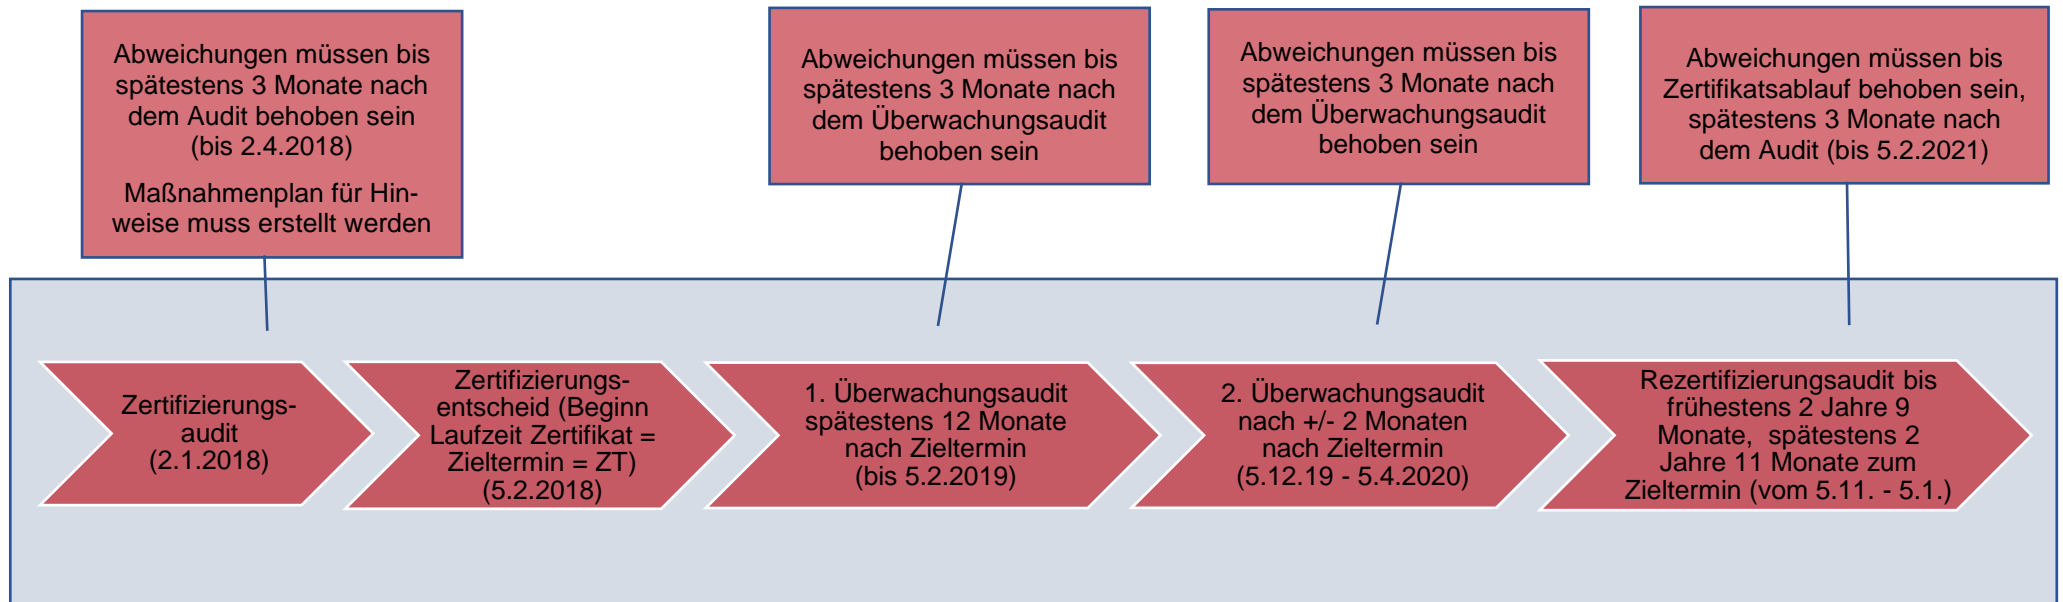 Abweichungen müssen bis
spätestens 3 Monate nach
dem Audit behoben sein
(bis 2.4.2018)
Maßnahmenplan für Hin-
weise muss erstellt werden
Abweichungen müssen bis
spätestens 3 Monate nach
dem Überwachungsaudit
behoben sein
Abweichungen müssen bis
spätestens 3 Monate nach
dem Überwachungsaudit
behoben sein
Abweichungen müssen bis
Zertifikatsablauf behoben sein,
spätestens 3 Monate nach
dem Audit (bis 5.2.2021)
Zertifizierungs-
audit
(2.1.2018)
Zertifizierungs-
entscheid (Beginn
Laufzeit Zertifikat =
Zieltermin = ZT)
(5.2.2018)
1. Überwachungsaudit
spätestens 12 Monate
nach Zieltermin
(bis 5.2.2019)
2. Überwachungsaudit
nach +/- 2 Monaten
nach Zieltermin
(5.12.19 - 5.4.2020)
Rezertifizierungsaudit bis
frühestens 2 Jahre 9
Monate, spätestens 2
Jahre 11 Monate zum
Zieltermin (vom 5.11. - 5.1.)